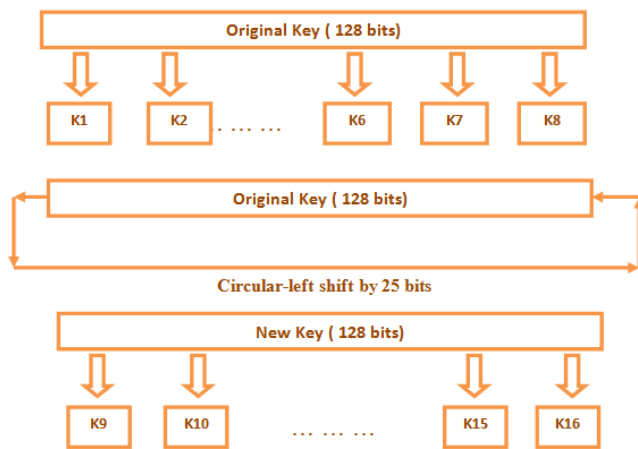 Original Key ( 128 bits)
K1 K2 .. ... ... K6 K7 K8
Original Key ( 128 bits)
Circular-left shift by 25 bits
New Key ( 128 bits)
K9 K10 ... ... ... K15 K16